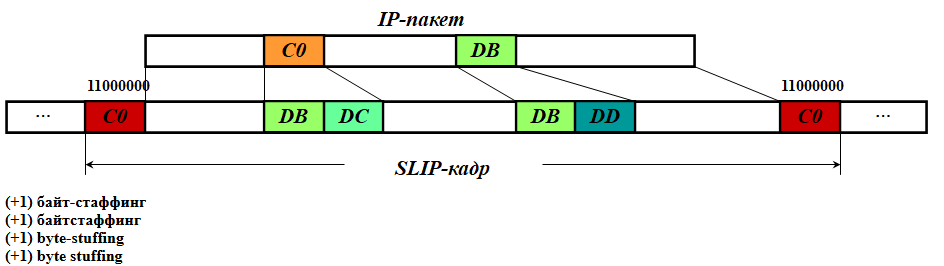 IP-пакет
C0 DB
11000000 11000000
... C0 DB DC DB DD C0 ...
SLIP-кадр
(+1) байт-стаффинг
(+1) байтстаффинг
(+1) byte-stuffing
(+1) byte stuffing